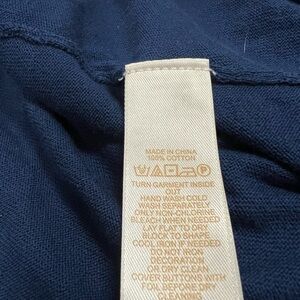 MADE IN CHINA
100% COTTON
TURN GARMENT INSIDE
OUT
HAND WASH COLD
WASH SEPARATELY
ONLY NON-CHLORINE
BLEACH WHEN NEEDED
LAY FLAT TO DRY
BLOCK TO SHAPE
COOL IRON IF NEEDED
DO NOT IRON
DECORATION
OR DRY CLEAN
COVER BUTTONS WITH
FOIL BEFORE DRY
CLEANING